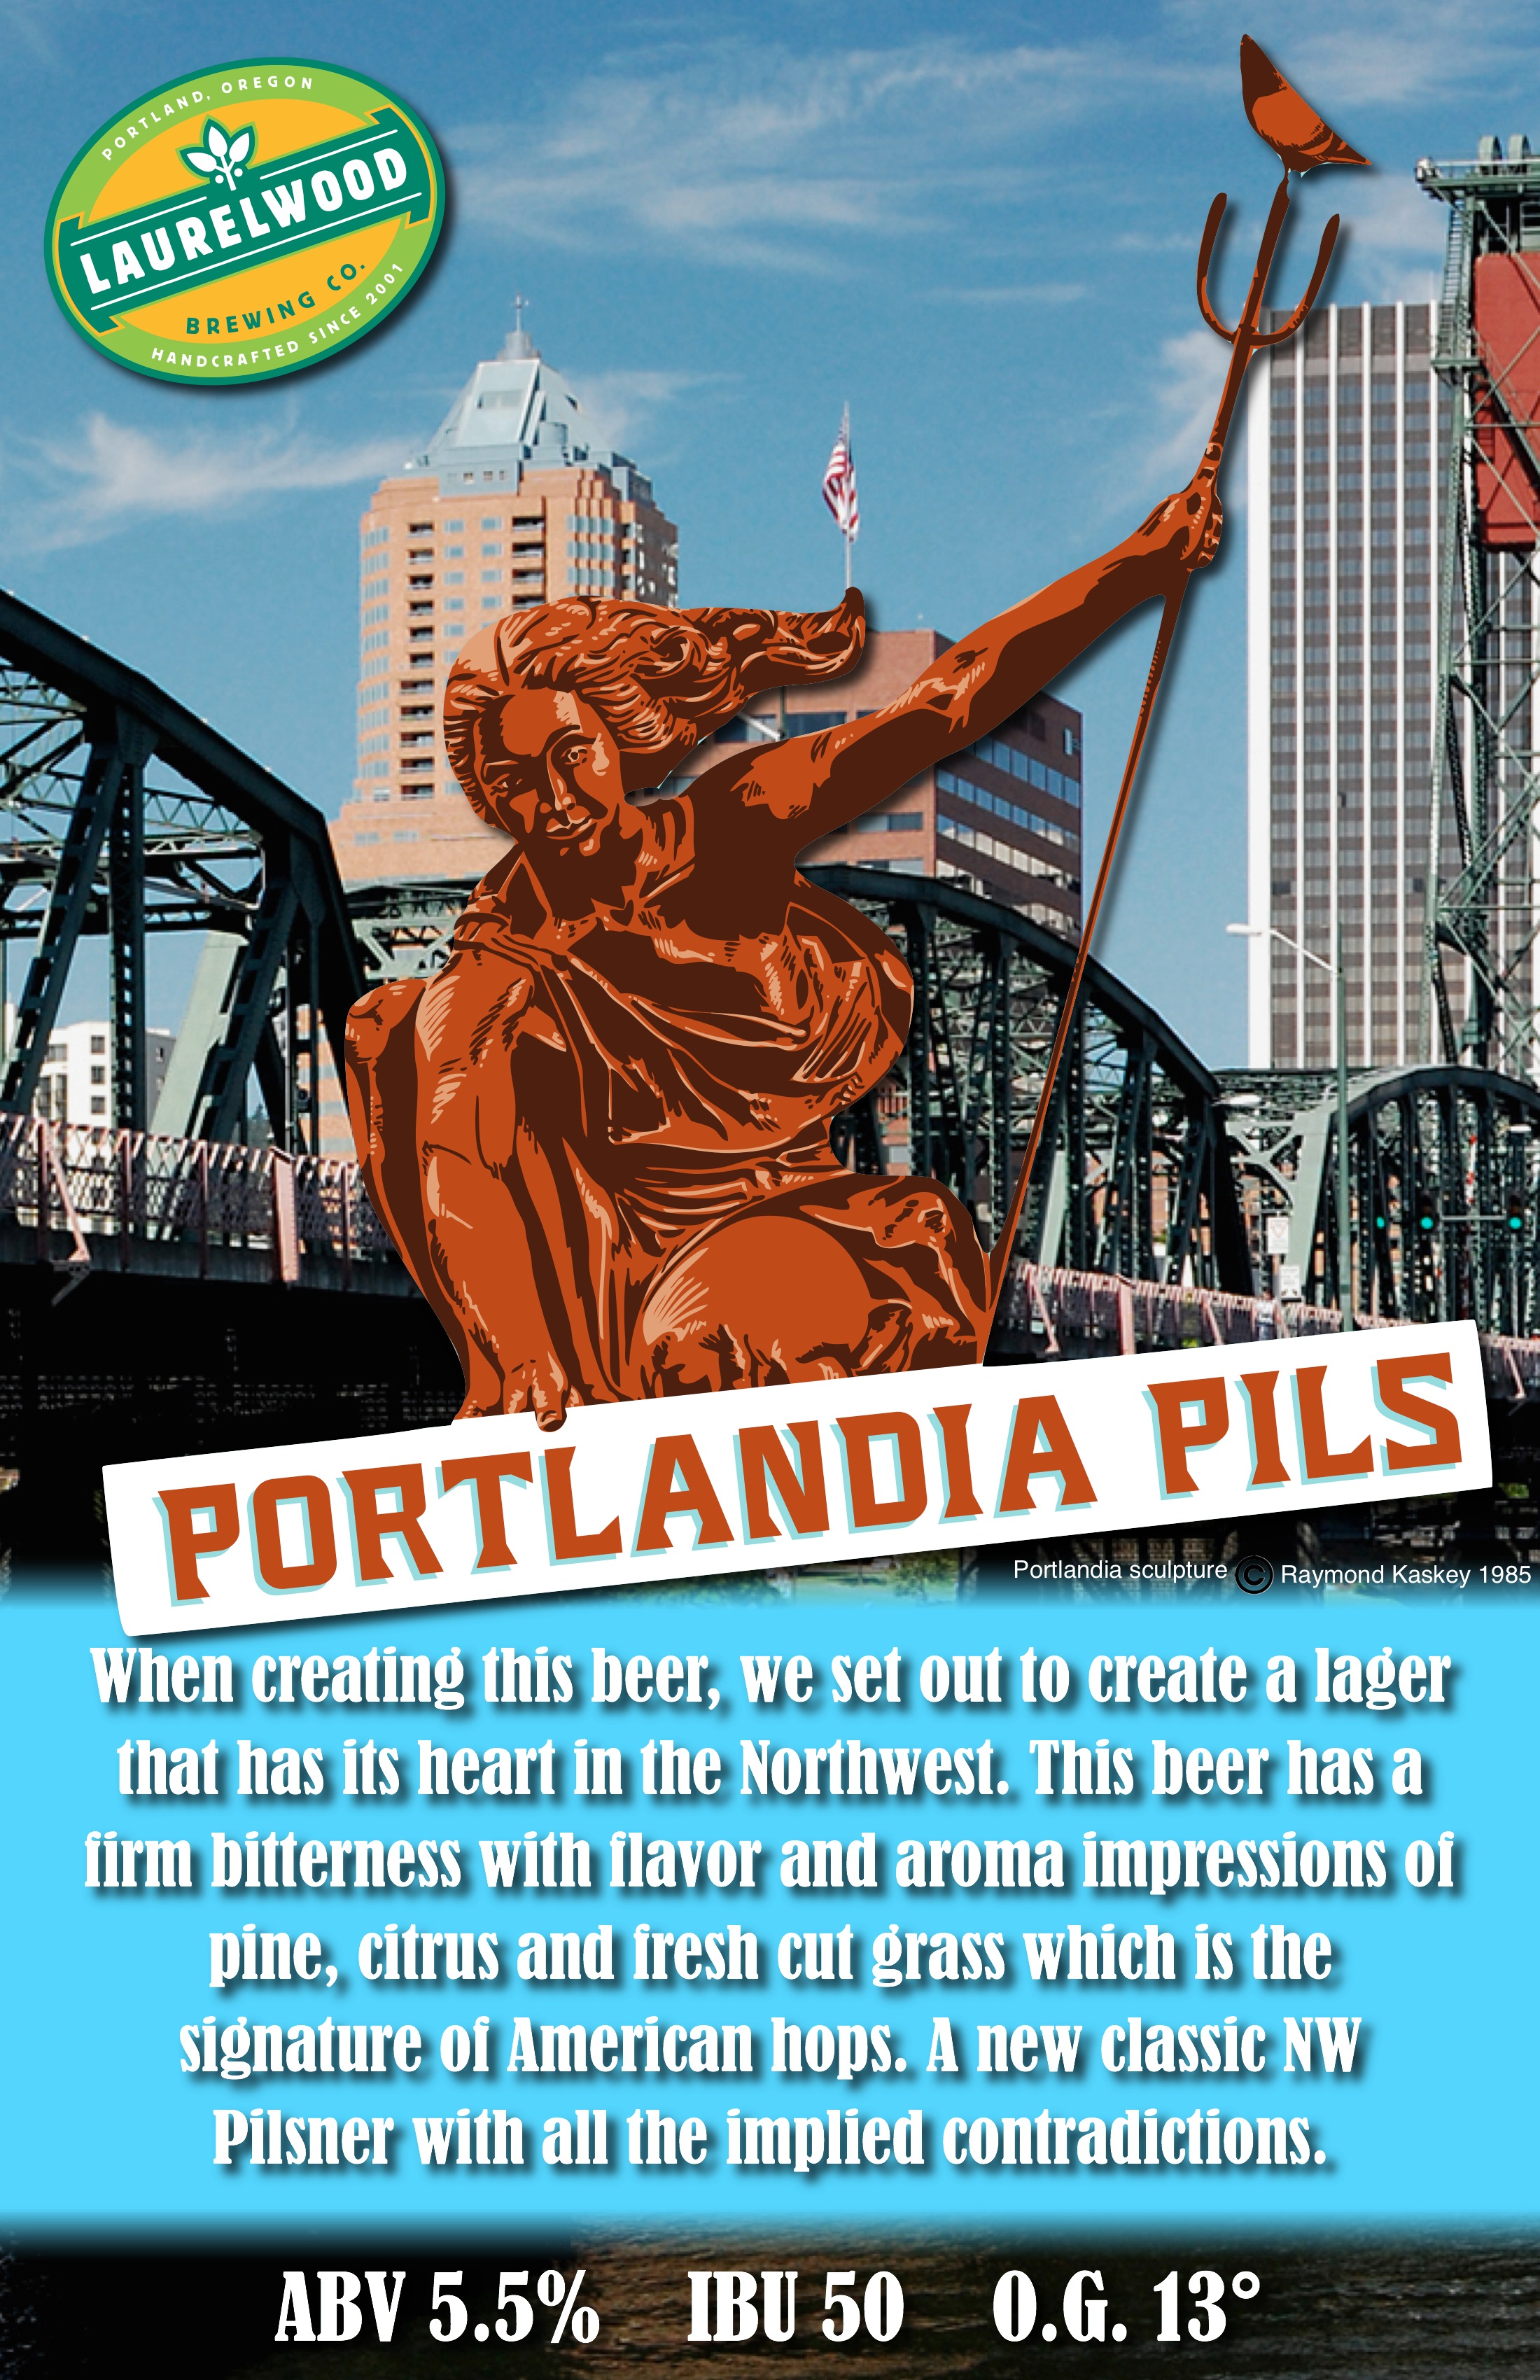 PORTLAND, OREGON
LAURELWOOD
BREWING CO.
HANDCRAFTED SINCE 2001
PORTLANDIA PILS
Portlandia sculpture © Raymond Kaskey 1985
When creating this beer, we set out to create a lager
that has its heart in the Northwest. This beer has a
firm bitterness with flavor and aroma impressions of
pine, citrus and fresh cut grass which is the
signature of American hops. A new classic NW
Pilsner with all the implied contradictions.
ABV 5.5% IBU 50 O.G. 13°